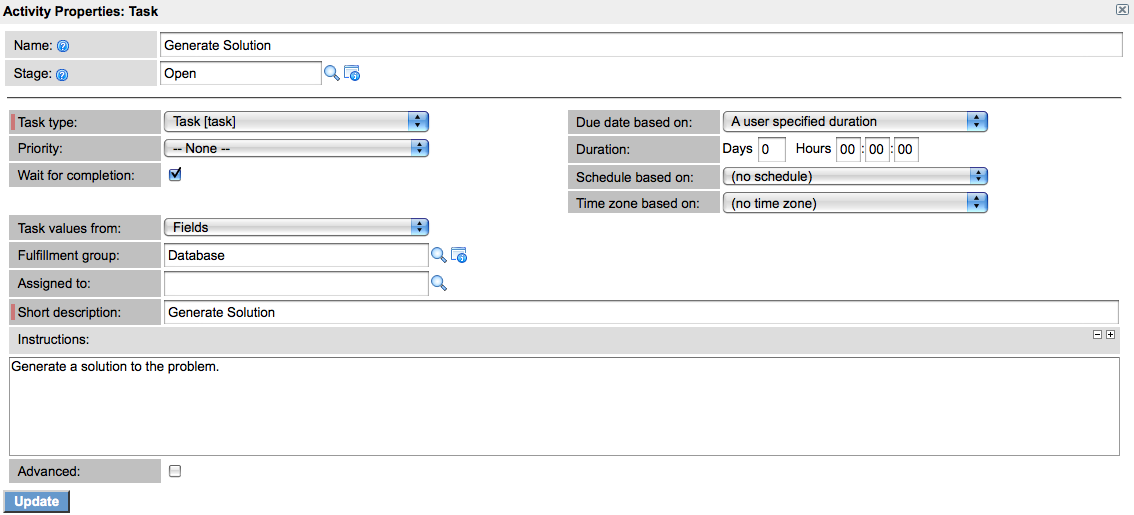 Activity Properties: Task
Name: Generate Solution
Stage: Open
Task type: Task [task]
Due date based on: A user specified duration
Priority: -- None --
Duration: Days 0 Hours 00 : 00 : 00
Wait for completion:
Schedule based on: (no schedule)
Time zone based on: (no time zone)
Task values from: Fields
Fulfillment group: Database
Assigned to:
Short description: Generate Solution
Instructions:
Generate a solution to the problem.
Advanced:
Update